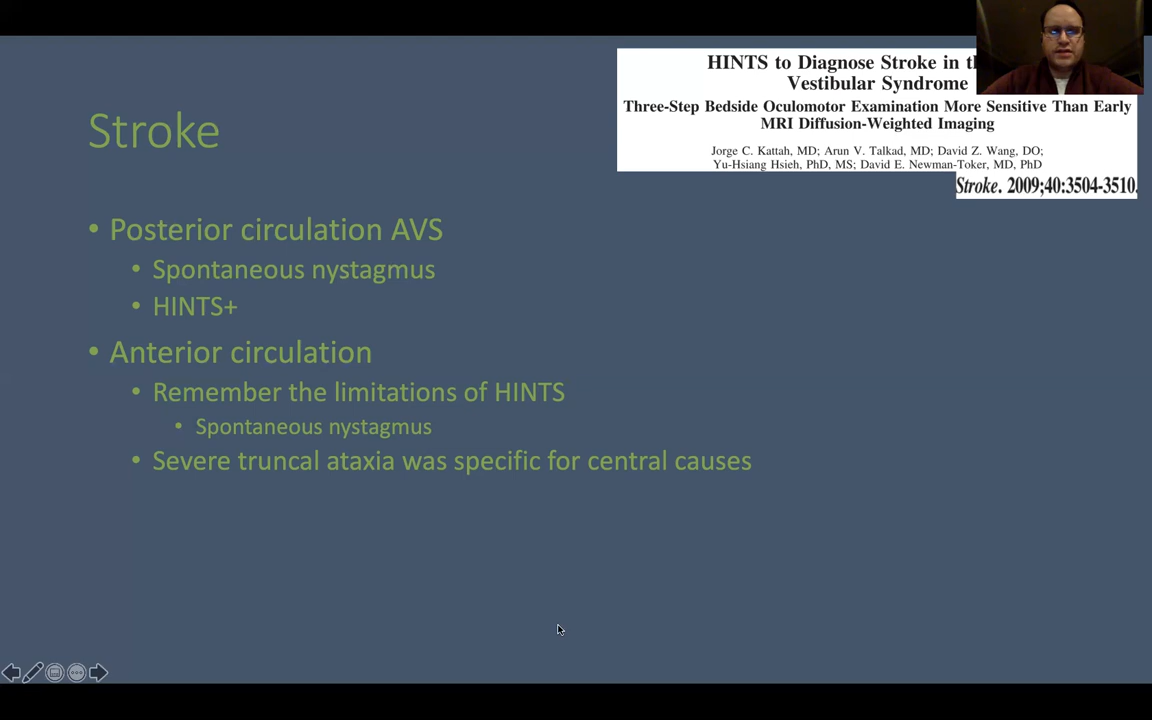 HINTS to Diagnose Stroke in
Vestibular Syndrome
Three-Step Bedside Oculomotor Examination More Sensitive Than Early
MRI Diffusion-Weighted Imaging
Jorge C. Kattah, MD; Arun V. Talkad, MD; David Z. Wang, DO;
Yu-Hsiang Hsieh, PhD, MS; David E. Newman-Toker, MD, PhD
Stroke. 2009;40:3504-3510.
Stroke
• Posterior circulation AVS
• Spontaneous nystagmus
• HINTS+
• Anterior circulation
• Remember the limitations of HINTS
• Spontaneous nystagmus
• Severe truncal ataxia was specific for central causes